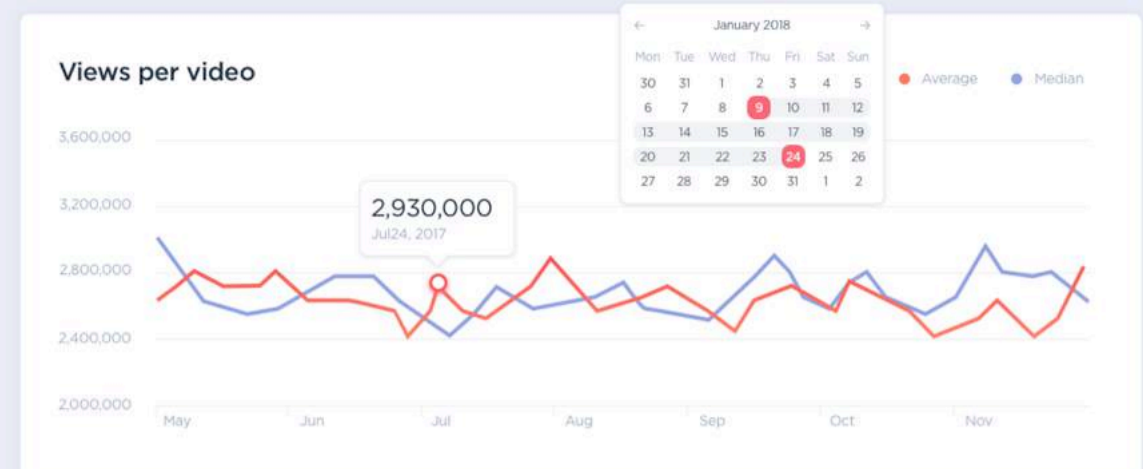 ← January 2018 →
Mon Tue Wed Thu Fri Sat Sun
30 31 1 2 3 4 5
6 7 8 9 10 11 12
13 14 15 16 17 18 19
20 21 22 23 24 25 26
27 28 29 30 31 1 2
Views per video
Average Median
3,600,000
3,200,000
2,930,000
Jul24, 2017
2,800,000
2,400,000
2,000,000
May Jun Jul Aug Sep Oct Nov